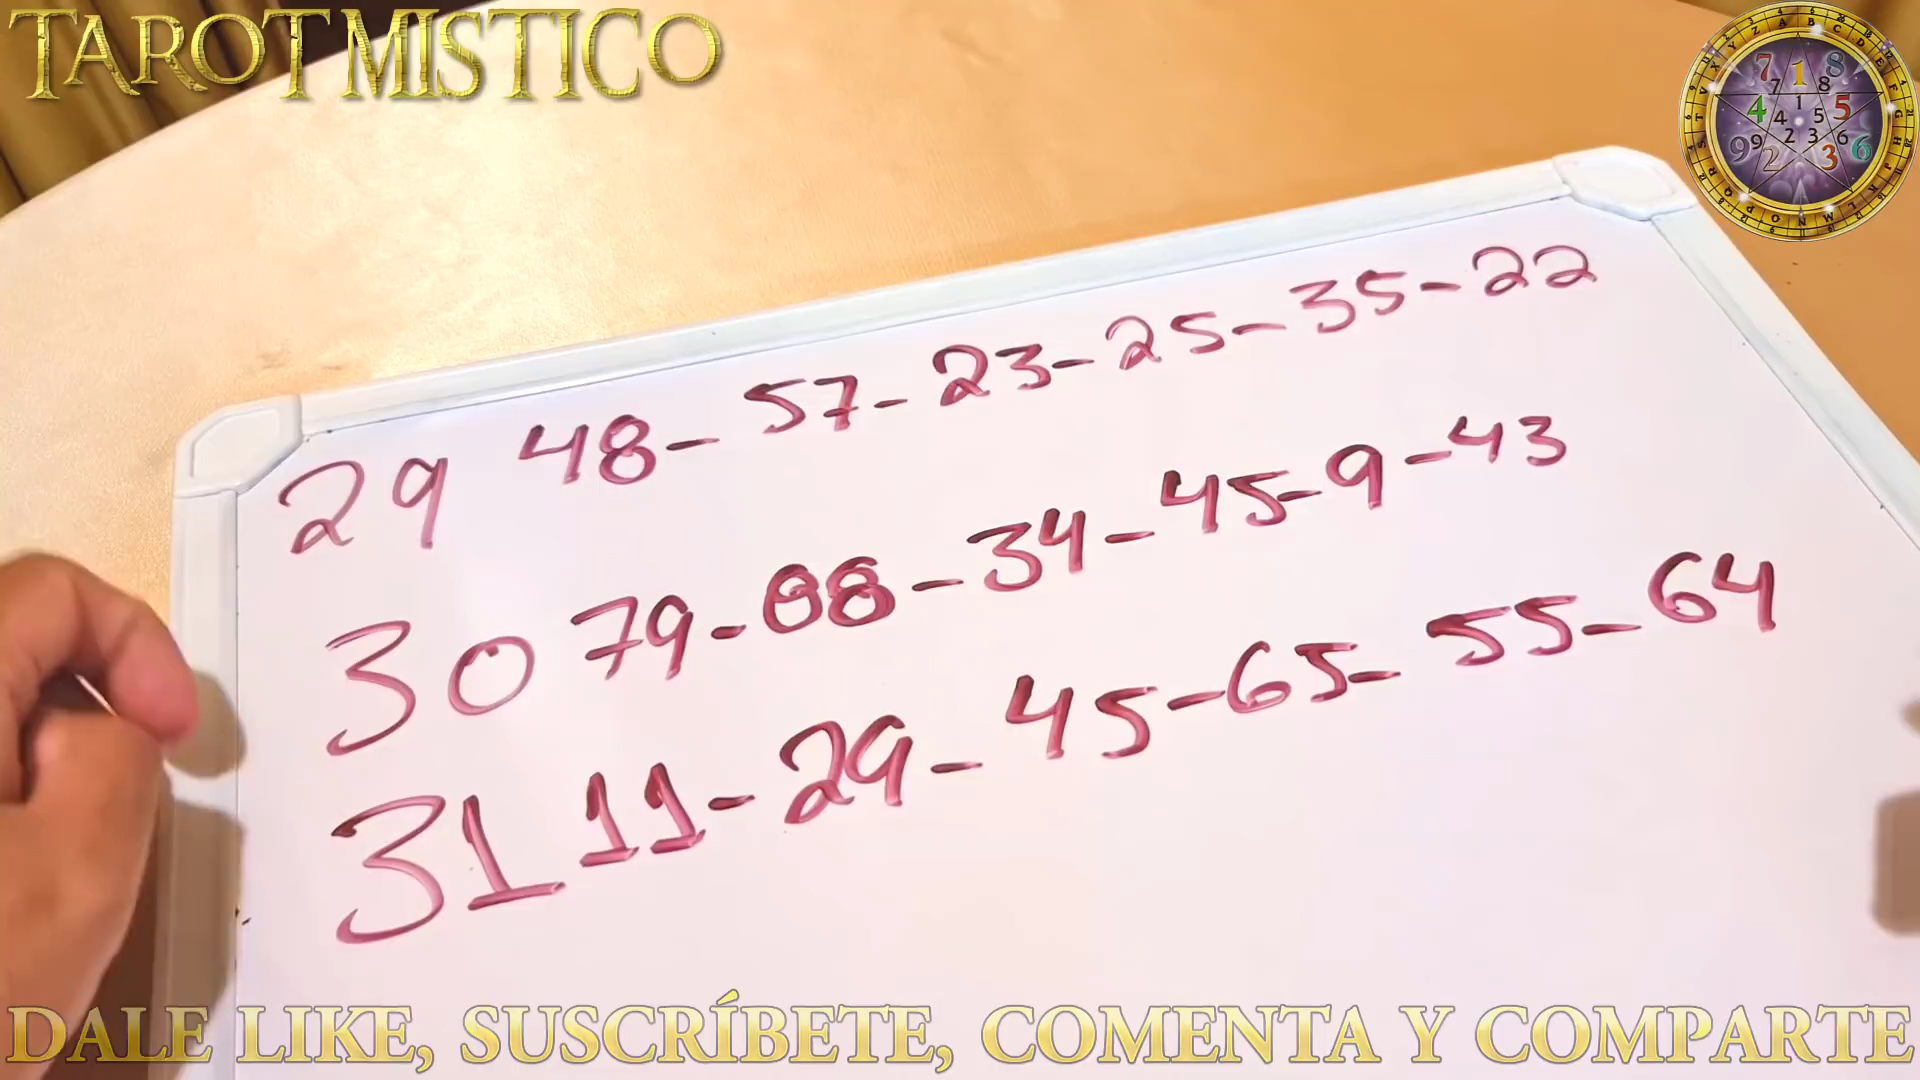 TAROT MISTICO
29 48-57-23-25-35-22
30 79-88-34-45-9-43
31 11-29-45-65-55-64
DALE LIKE, SUSCRÍBETE, COMENTA Y COMPARTE